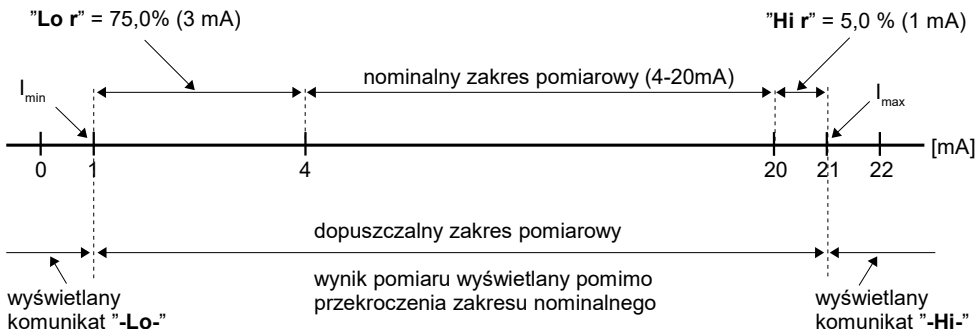 "Lo r" = 75,0% (3 mA)
"Hi r" = 5,0 % (1 mA)
nominalny zakres pomiarowy (4-20mA)
Imin
Imax
[mA]
0 1 4 20 21 22
dopuszczalny zakres pomiarowy
wynik pomiaru wyświetlany pomimo
przekroczenia zakresu nominalnego
wyświetlany
komunikat "-Lo-"
wyświetlany
komunikat "-Hi-"